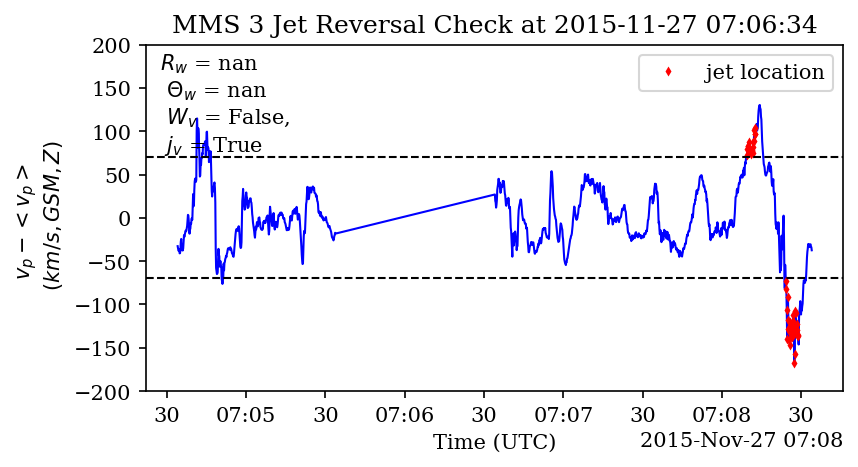 MMS 3 Jet Reversal Check at 2015-11-27 07:06:34
R_w = nan
Θ_w = nan
W_v = False,
j_v = True
jet location
v_p − < v_p >
(km/s, GSM, Z)
200
150
100
50
0
−50
−100
−150
−200
30 07:05 30 07:06 30 07:07 30 07:08 30
Time (UTC)
2015-Nov-27 07:08